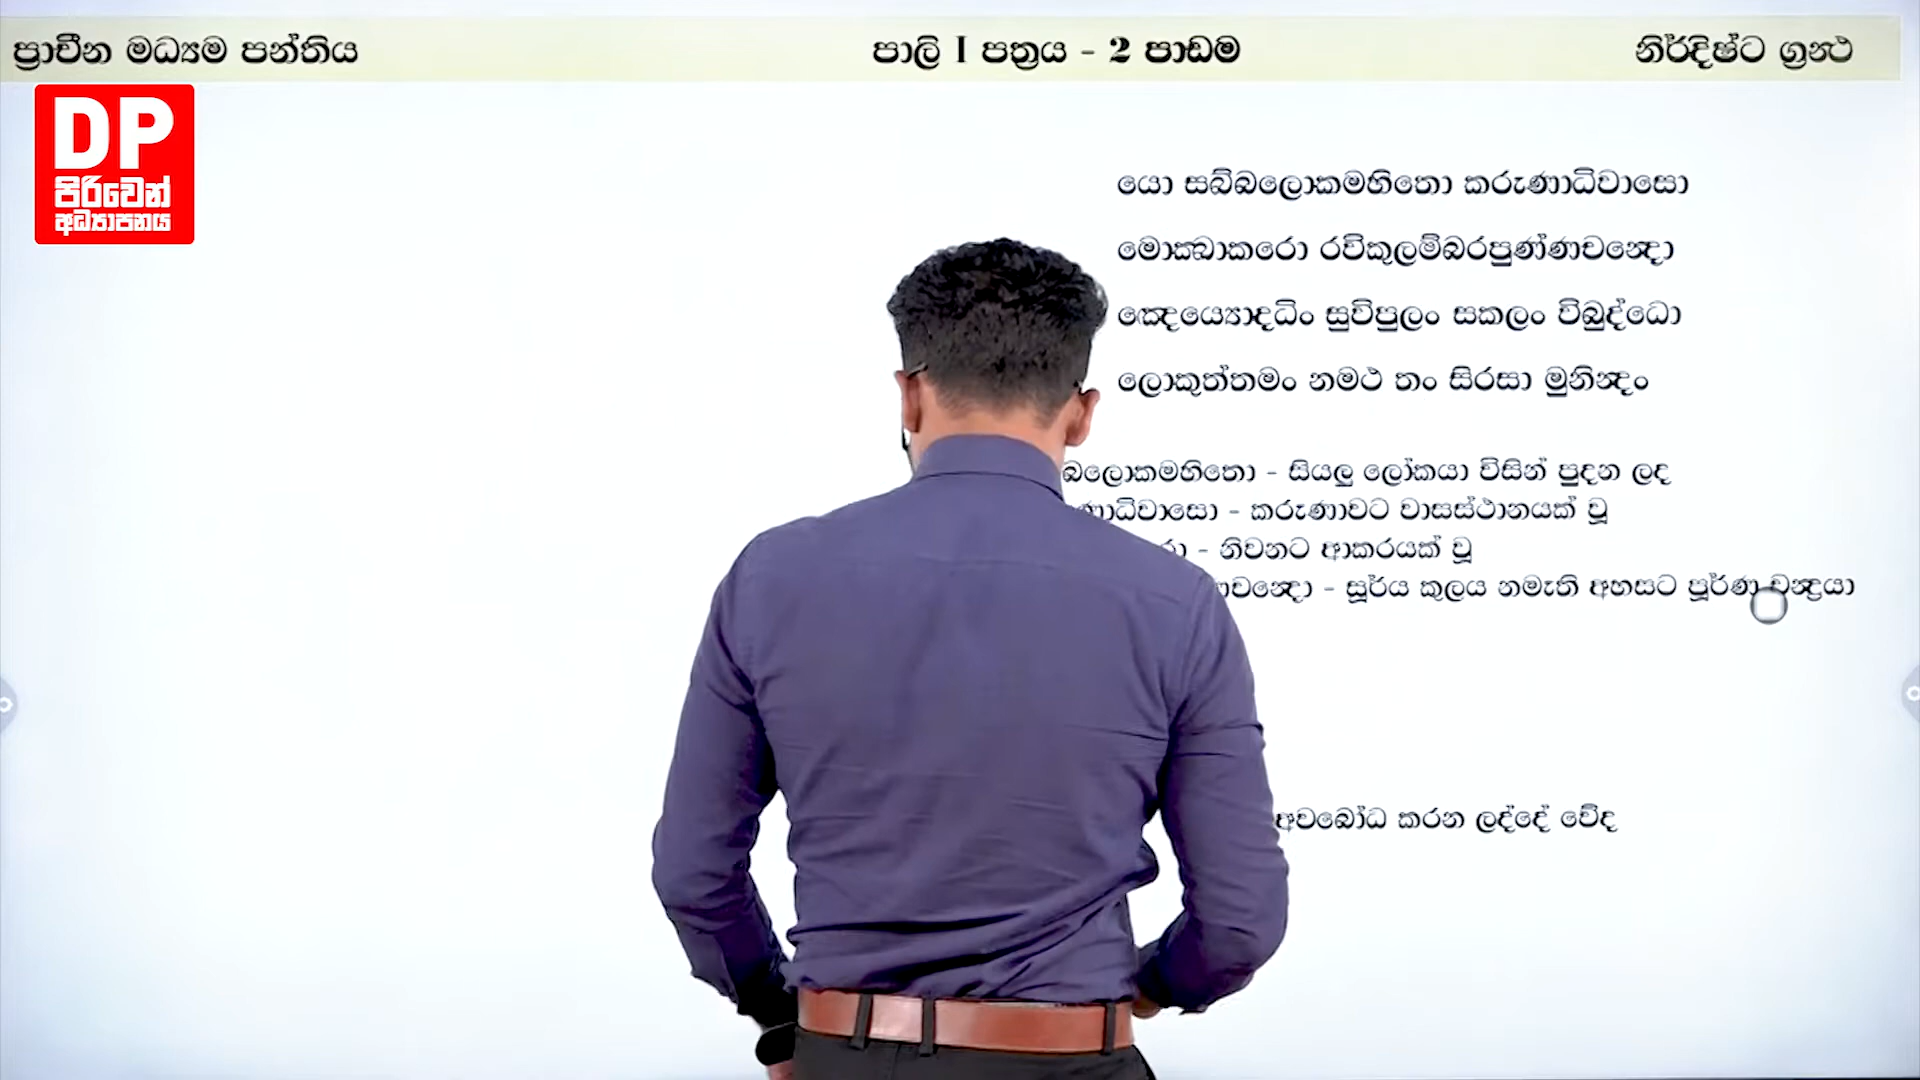 ප්‍රාචීන මධ්‍යම පන්තිය
පාලි I පත්‍රය - 2 පාඩම
නිර්දිෂ්ට ග්‍රන්ථ
DP
පිරිවෙන්
අධ්‍යාපනය
යො සබ්බලොකමහිතො කරුණාධිවාසො
මොක්ඛාකරො රවිකුලම්බරපුණ්ණචන්දො
ඤෙය්‍යොදධිං සුවිපුලං සකලං විබුද්ධො
ලොකුත්තමං නමථ තං සිරසා මුනින්දං
බලොකමහිතො - සියලු ලෝකයා විසින් පුදන ලද
ණාධිවාසො - කරුණාවට වාසස්ථානයක් වූ
රො - නිවනට ආකරයක් වූ
ණචන්දො - සූර්ය කුලය නමැති අහසට පූර්ණ චන්ද්‍රයා
අවබෝධ කරන ලද්දේ වේද